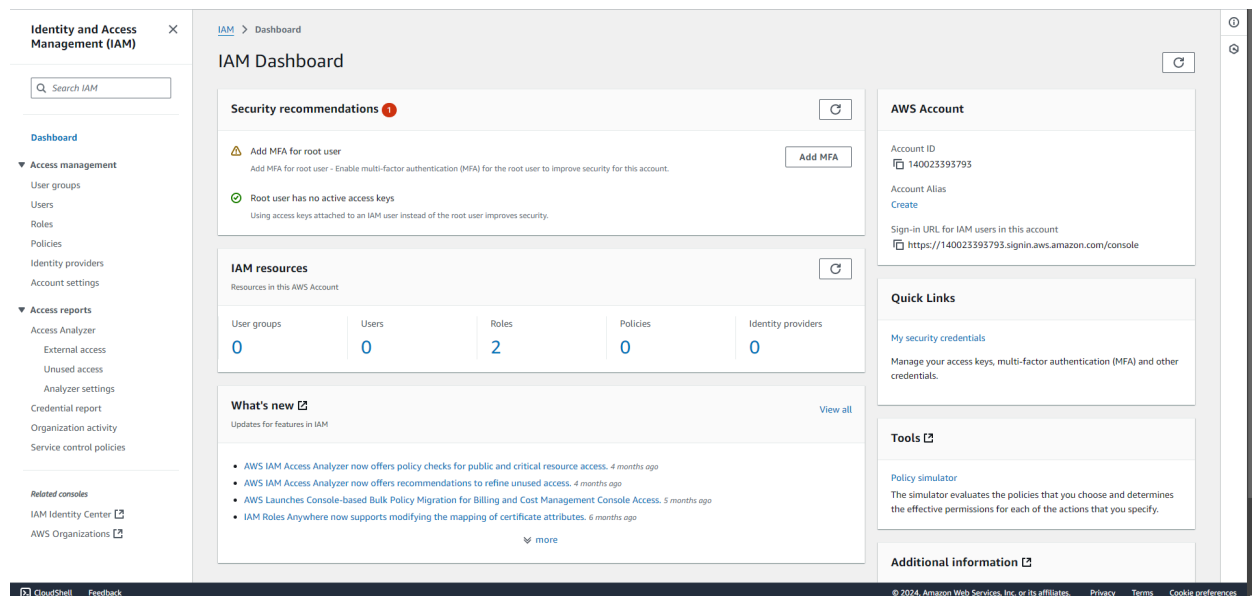 Identity and Access
Management (IAM)
Search IAM
Dashboard
Access management
User groups
Users
Roles
Policies
Identity providers
Account settings
Access reports
Access Analyzer
External access
Unused access
Analyzer settings
Credential report
Organization activity
Service control policies
Related consoles
IAM Identity Center
AWS Organizations
IAM > Dashboard
IAM Dashboard
Security recommendations 1
Add MFA for root user
Add MFA for root user - Enable multi-factor authentication (MFA) for the root user to improve security for this account.
Add MFA
Root user has no active access keys
Using access keys attached to an IAM user instead of the root user improves security.
IAM resources
Resources in this AWS Account
User groups
0
Users
0
Roles
2
Policies
0
Identity providers
0
What's new
View all
Updates for features in IAM
AWS IAM Access Analyzer now offers policy checks for public and critical resource access. 4 months ago
AWS IAM Access Analyzer now offers recommendations to refine unused access. 4 months ago
AWS Launches Console-based Bulk Policy Migration for Billing and Cost Management Console Access. 5 months ago
IAM Roles Anywhere now supports modifying the mapping of certificate attributes. 6 months ago
more
AWS Account
Account ID
140023393793
Account Alias
Create
Sign-in URL for IAM users in this account
https://140023393793.signin.aws.amazon.com/console
Quick Links
My security credentials
Manage your access keys, multi-factor authentication (MFA) and other
credentials.
Tools
Policy simulator
The simulator evaluates the policies that you choose and determines
the effective permissions for each of the actions that you specify.
Additional information
CloudShell Feedback
© 2024, Amazon Web Services, Inc. or its affiliates. Privacy Terms Cookie preferences